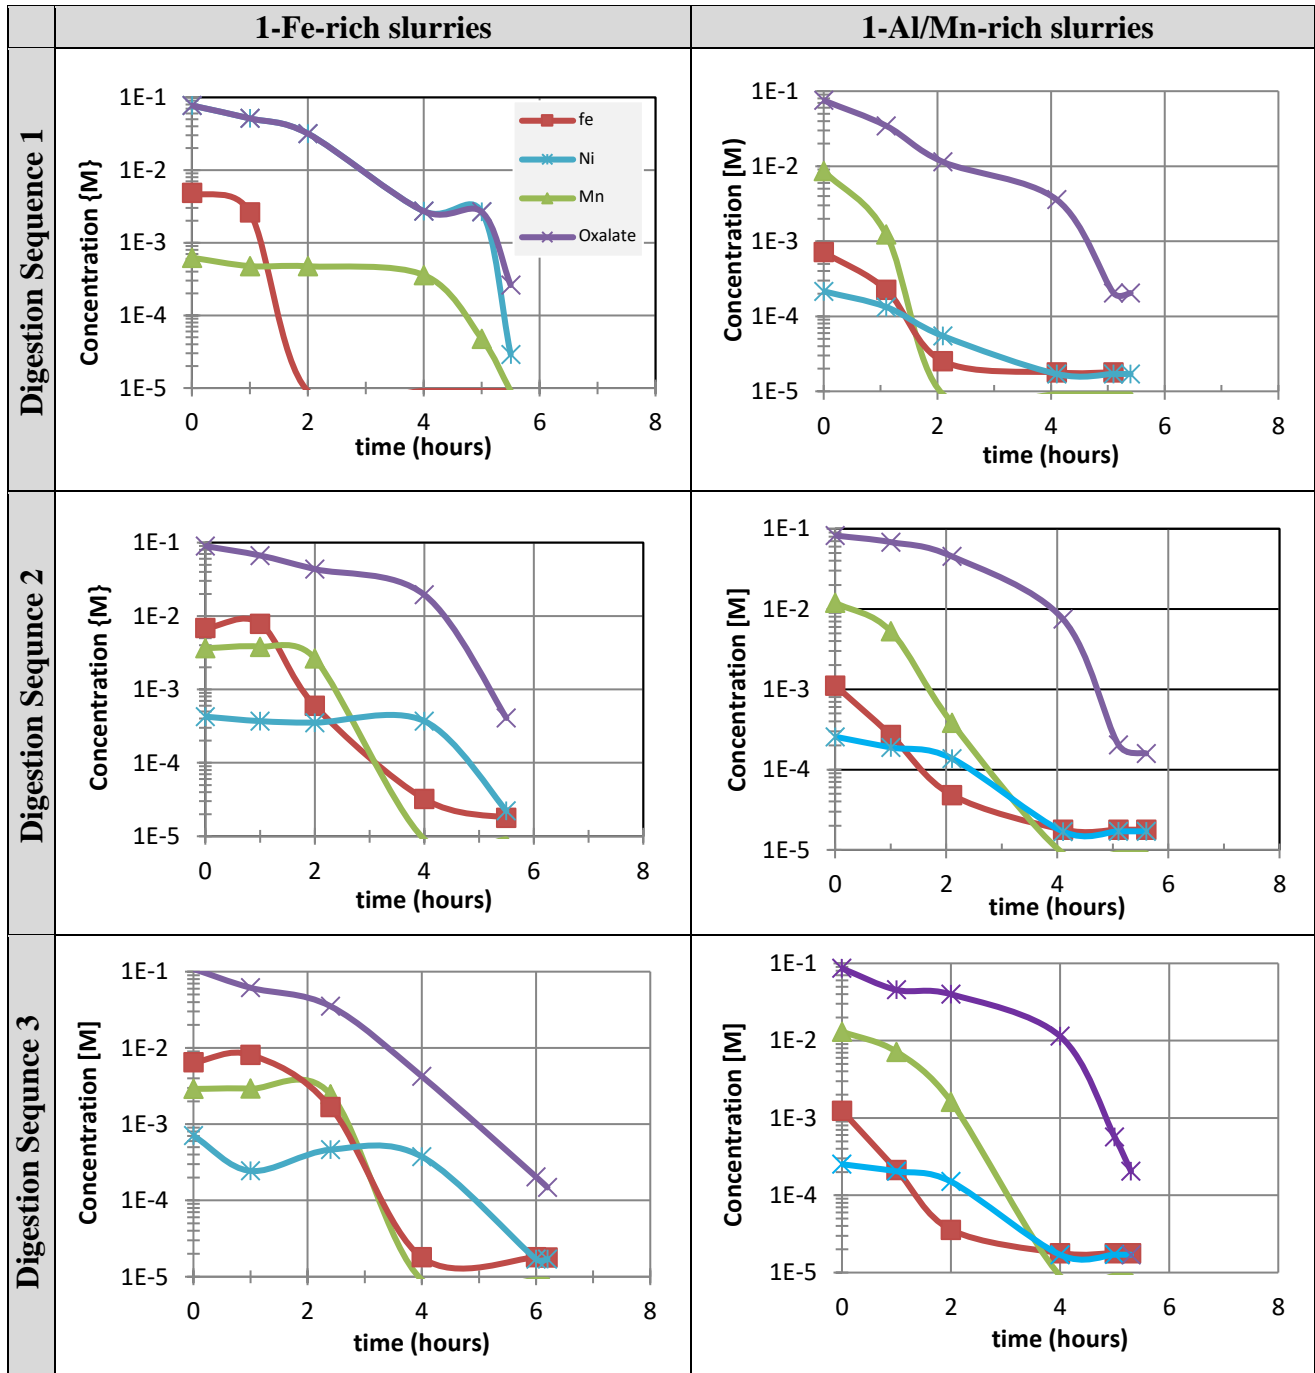 1-Fe-rich slurries
1-Al/Mn-rich slurries
Digestion Sequence 1
Concentration {M}
1E-1
1E-2
1E-3
1E-4
1E-5
0 2 4 6 8
time (hours)
fe
Ni
Mn
Oxalate
Concentration [M)
1E-1
1E-2
1E-3
1E-4
1E-5
0 2 4 6 8
time (hours)
Digestion Sequnce 2
Concentration {M}
1E-1
1E-2
1E-3
1E-4
1E-5
0 2 4 6 8
time (hours)
Concentration [M]
1E-1
1E-2
1E-3
1E-4
1E-5
0 2 4 6 8
time (hours)
Digestion Sequnce 3
Concentration [M]
1E-1
1E-2
1E-3
1E-4
1E-5
0 2 4 6 8
time (hours)
Concentration [M]
1E-1
1E-2
1E-3
1E-4
1E-5
0 2 4 6 8
time (hours)